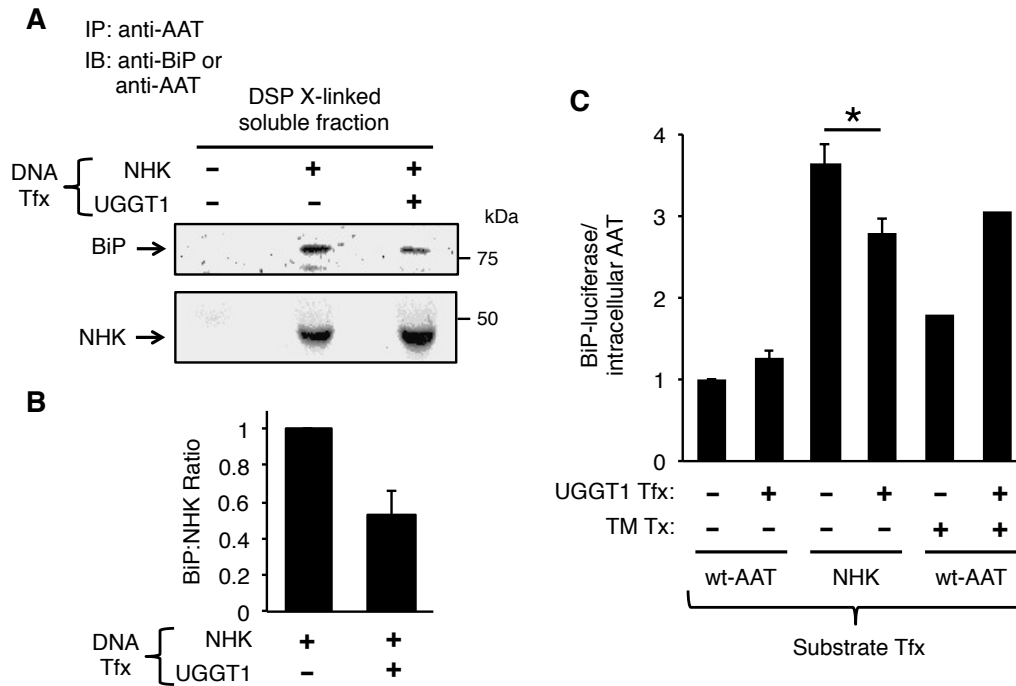 A
IP: anti-AAT
IB: anti-BiP or
anti-AAT
DSP X-linked
soluble fraction
DNA
Tfx
NHK – + +
UGGT1 – – +
kDa
BiP
75
NHK
50
B
BiP:NHK Ratio
1
0.8
0.6
0.4
0.2
0
DNA
Tfx
NHK + +
UGGT1 – +
C
*
BiP-luciferase/
intracellular AAT
4
3
2
1
0
UGGT1 Tfx: – + – + – +
TM Tx: – – – – + +
wt-AAT NHK wt-AAT
Substrate Tfx